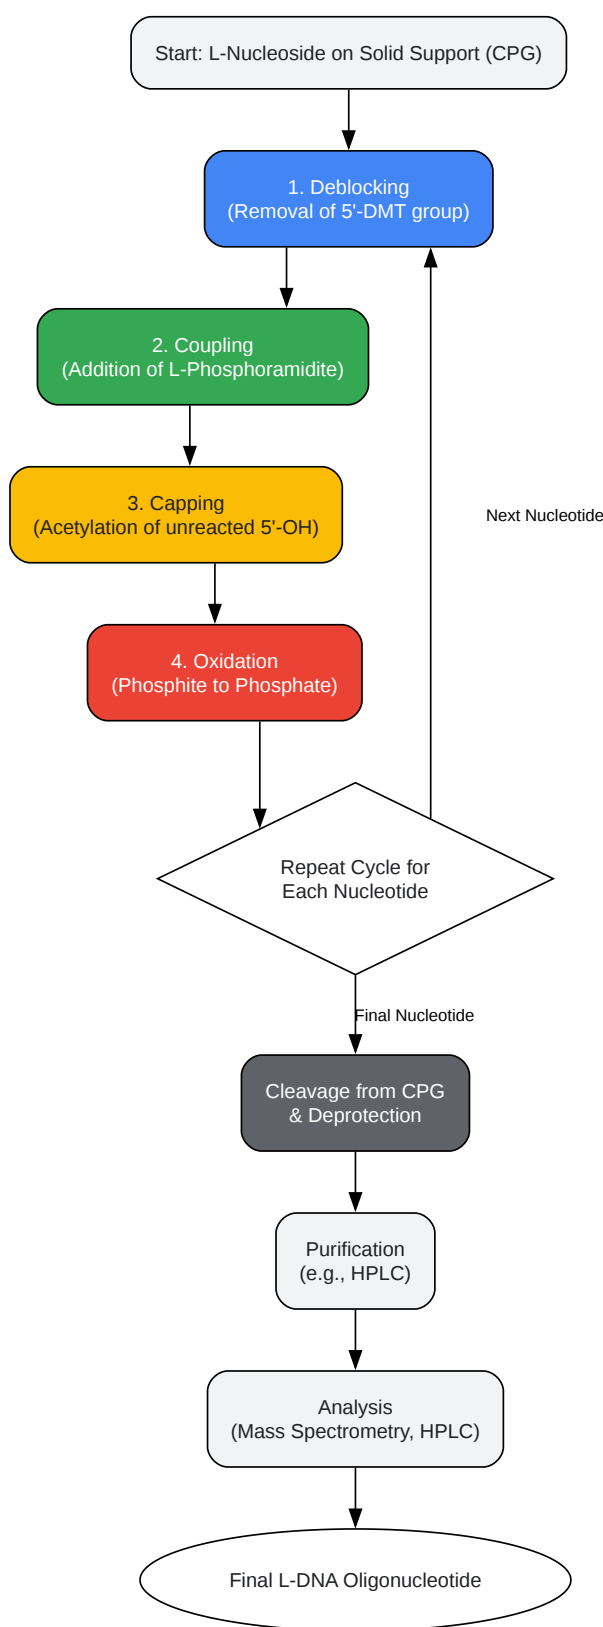 Start: L-Nucleoside on Solid Support (CPG)
1. Deblocking
(Removal of 5'-DMT group)
2. Coupling
(Addition of L-Phosphoramidite)
3. Capping
(Acetylation of unreacted 5'-OH)
Next Nucleotide
4. Oxidation
(Phosphite to Phosphate)
Repeat Cycle for
Each Nucleotide
Final Nucleotide
Cleavage from CPG
& Deprotection
Purification
(e.g., HPLC)
Analysis
(Mass Spectrometry, HPLC)
Final L-DNA Oligonucleotide